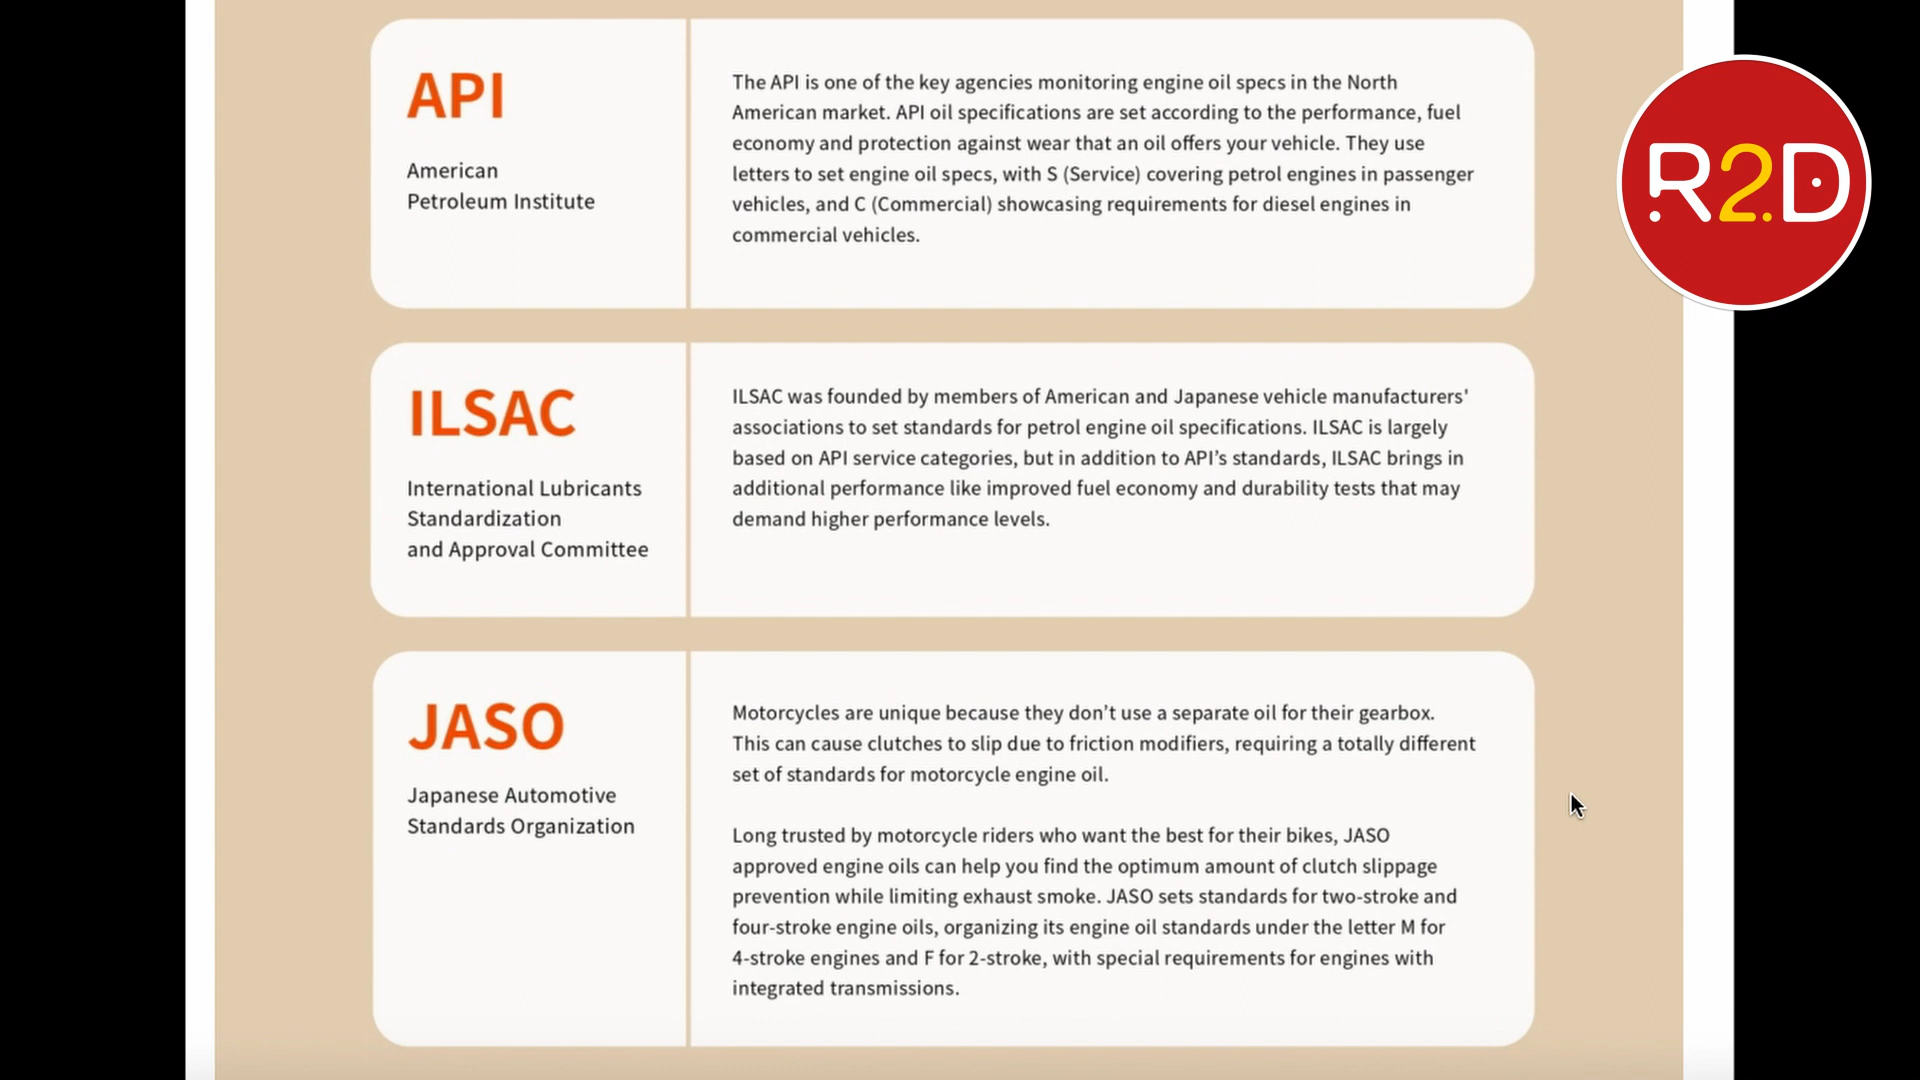 API
American
Petroleum Institute
The API is one of the key agencies monitoring engine oil specs in the North
American market. API oil specifications are set according to the performance, fuel
economy and protection against wear that an oil offers your vehicle. They use
letters to set engine oil specs, with S (Service) covering petrol engines in passenger
vehicles, and C (Commercial) showcasing requirements for diesel engines in
commercial vehicles.
R2D
ILSAC
International Lubricants
Standardization
and Approval Committee
ILSAC was founded by members of American and Japanese vehicle manufacturers'
associations to set standards for petrol engine oil specifications. ILSAC is largely
based on API service categories, but in addition to API’s standards, ILSAC brings in
additional performance like improved fuel economy and durability tests that may
demand higher performance levels.
JASO
Japanese Automotive
Standards Organization
Motorcycles are unique because they don’t use a separate oil for their gearbox.
This can cause clutches to slip due to friction modifiers, requiring a totally different
set of standards for motorcycle engine oil.
Long trusted by motorcycle riders who want the best for their bikes, JASO
approved engine oils can help you find the optimum amount of clutch slippage
prevention while limiting exhaust smoke. JASO sets standards for two-stroke and
four-stroke engine oils, organizing its engine oil standards under the letter M for
4-stroke engines and F for 2-stroke, with special requirements for engines with
integrated transmissions.